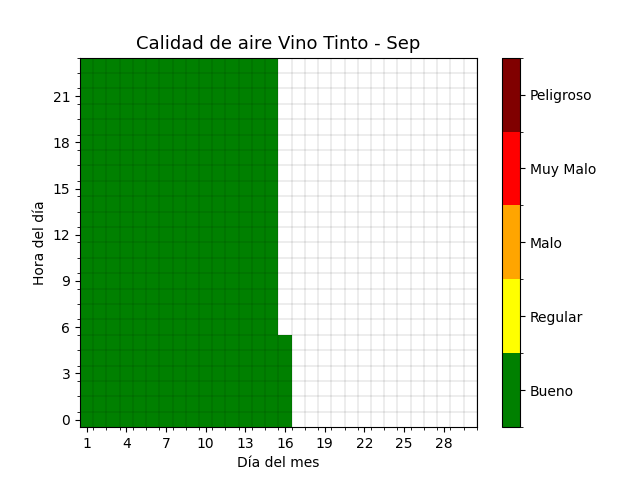 Calidad de aire Vino Tinto - Sep
21
18
15
12
9
6
3
0
Hora del día
1 4 7 10 13 16 19 22 25 28
Día del mes
Peligroso
Muy Malo
Malo
Regular
Bueno